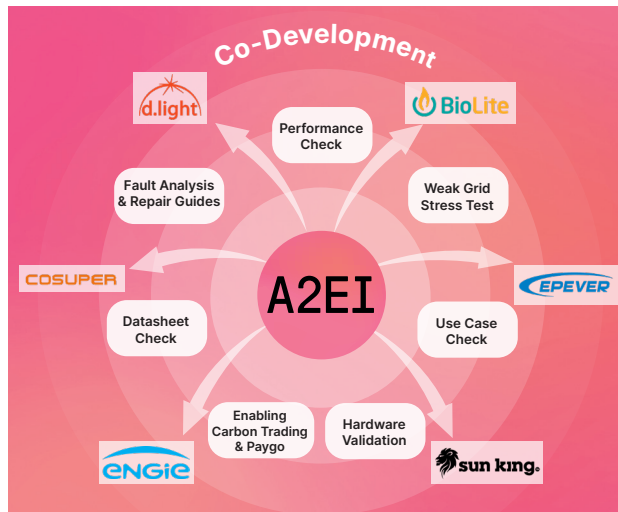 Co-Development
d.light
BioLite
Performance
Check
Fault Analysis
& Repair Guides
Weak Grid
Stress Test
COSUPER
A2EI
EPEVER
Datasheet
Check
Use Case
Check
Enabling
Carbon Trading
& Paygo
Hardware
Validation
ENGIE
sun king.